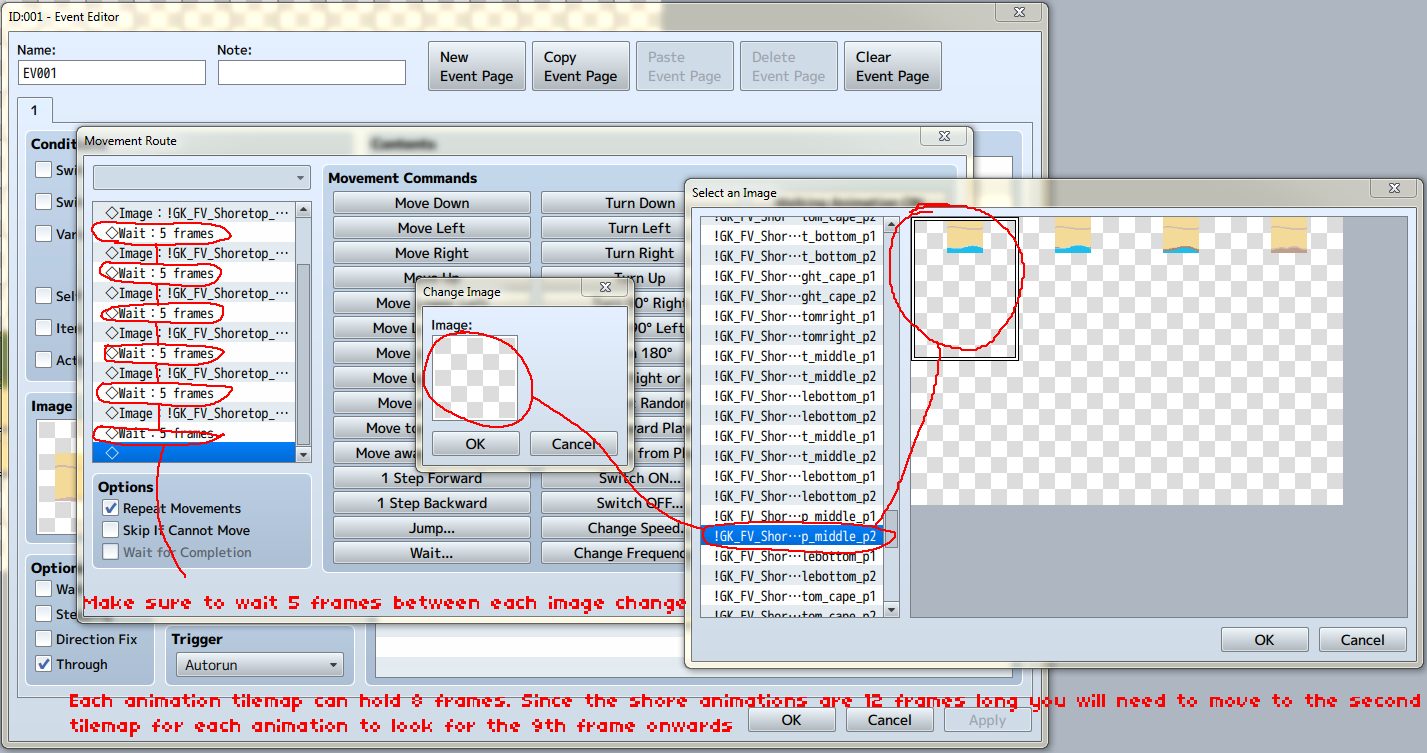 ID:001 - Event Editor
Name:
Note:
EV001
New
Event Page
Copy
Event Page
Paste
Event Page
Delete
Event Page
Clear
Event Page
1
Condit
Swi
Swi
Var
Sel
Ite
Act
Image
Option
Wa
Ste
Direction Fix
Through
Trigger
Autorun
Contents
Movement Route
◇Image：!GK_FV_Shoretop_⋯
◇Wait：5 frames
◇Image：!GK_FV_Shoretop_⋯
◇Wait：5 frames
◇Image：!GK_FV_Shoretop_⋯
◇Wait：5 frames
◇Image：!GK_FV_Shoretop_⋯
◇Wait：5 frames
◇Image：!GK_FV_Shoretop_⋯
◇Wait：5 frames
◇Image：!GK_FV_Shoretop_⋯
◇Wait：5 frames
◇
Options
Repeat Movements
Skip If Cannot Move
Wait for Completion
Movement Commands
Move Down
Turn Down
Move Left
Turn Left
Move Right
Turn Right
Move Up
Turn Up
Move
0° Right
Move L
90° Left
Move
180°
Move U
ight or
Move
Randon
Move to
ard Play
Move away
from Pl
1 Step Forward
Switch ON...
1 Step Backward
Switch OFF...
Jump...
Change Speed.
Wait...
Change Frequenc
Change Image
Image:
OK
Cancel
Select an Image
!GK_FV_Shor⋯tom_cape_p2
!GK_FV_Shor⋯t_bottom_p1
!GK_FV_Shor⋯t_bottom_p2
!GK_FV_Shor⋯ght_cape_p1
!GK_FV_Shor⋯ght_cape_p2
!GK_FV_Shor⋯tomright_p1
!GK_FV_Shor⋯tomright_p2
!GK_FV_Shor⋯t_middle_p1
!GK_FV_Shor⋯t_middle_p2
!GK_FV_Shor⋯lebottom_p1
!GK_FV_Shor⋯lebottom_p2
!GK_FV_Shor⋯t_middle_p1
!GK_FV_Shor⋯t_middle_p2
!GK_FV_Shor⋯lebottom_p1
!GK_FV_Shor⋯lebottom_p2
!GK_FV_Shor⋯p_middle_p1
!GK_FV_Shor⋯p_middle_p2
!GK_FV_Shor⋯lebottom_p1
!GK_FV_Shor⋯lebottom_p2
!GK_FV_Shor⋯tom_cape_p1
!GK_FV_Shor⋯tom_cape_p2
OK
Cancel
Make sure to wait 5 frames between each image change
Each animation tilemap can hold 8 frames. Since the shore animations are 12 frames long you will need to move to the second
tilemap for each animation to look for the 9th frame onwards
OK
Cancel
Apply